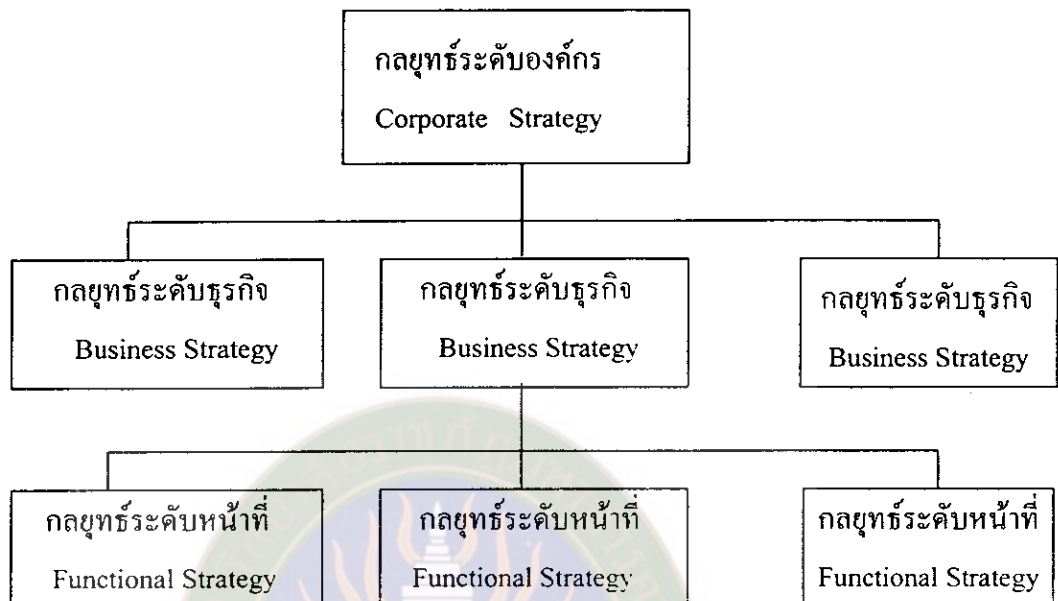 กลยุทธ์ระดับองค์กร
Corporate Strategy
กลยุทธ์ระดับธุรกิจ
Business Strategy
กลยุทธ์ระดับธุรกิจ
Business Strategy
กลยุทธ์ระดับธุรกิจ
Business Strategy
กลยุทธ์ระดับหน้าที่
Functional Strategy
กลยุทธ์ระดับหน้าที่
Functional Strategy
กลยุทธ์ระดับหน้าที่
Functional Strategy